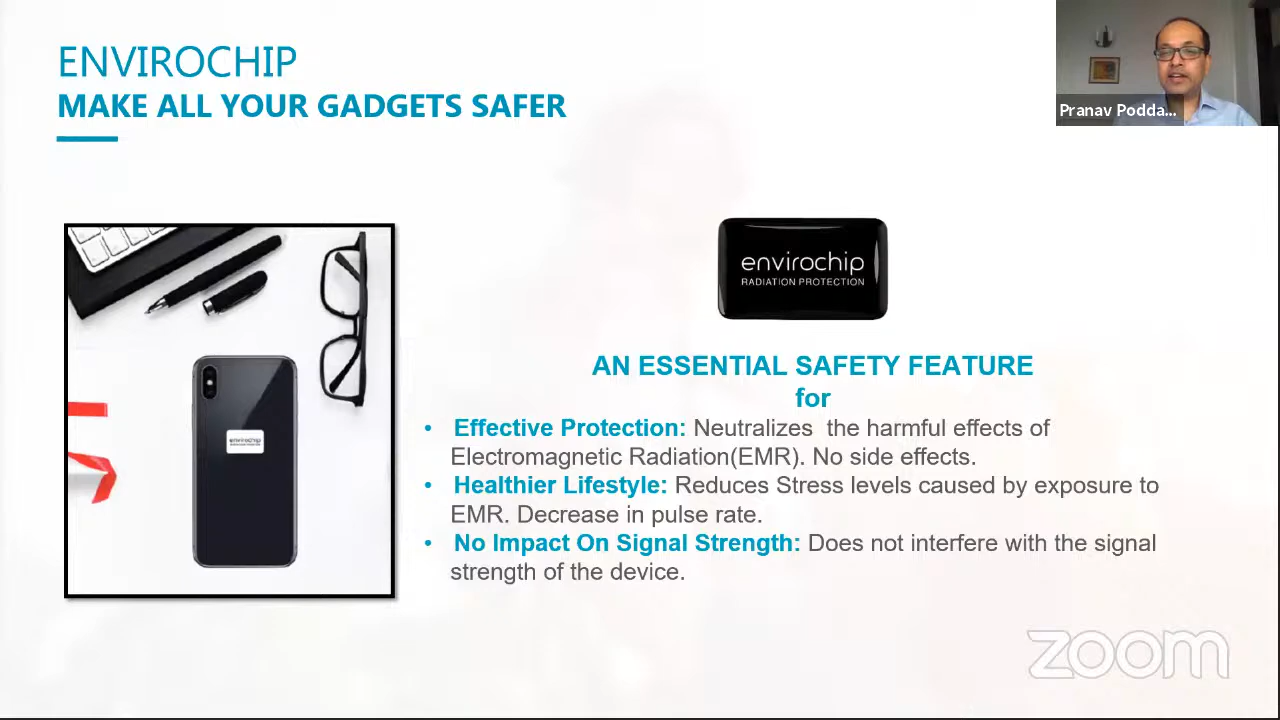 ENVIROCHIP
MAKE ALL YOUR GADGETS SAFER
Pranav Podda...
envirochip
RADIATION PROTECTION
envirochip
AN ESSENTIAL SAFETY FEATURE
for
• Effective Protection: Neutralizes the harmful effects of
Electromagnetic Radiation(EMR). No side effects.
• Healthier Lifestyle: Reduces Stress levels caused by exposure to
EMR. Decrease in pulse rate.
• No Impact On Signal Strength: Does not interfere with the signal
strength of the device.
zoom